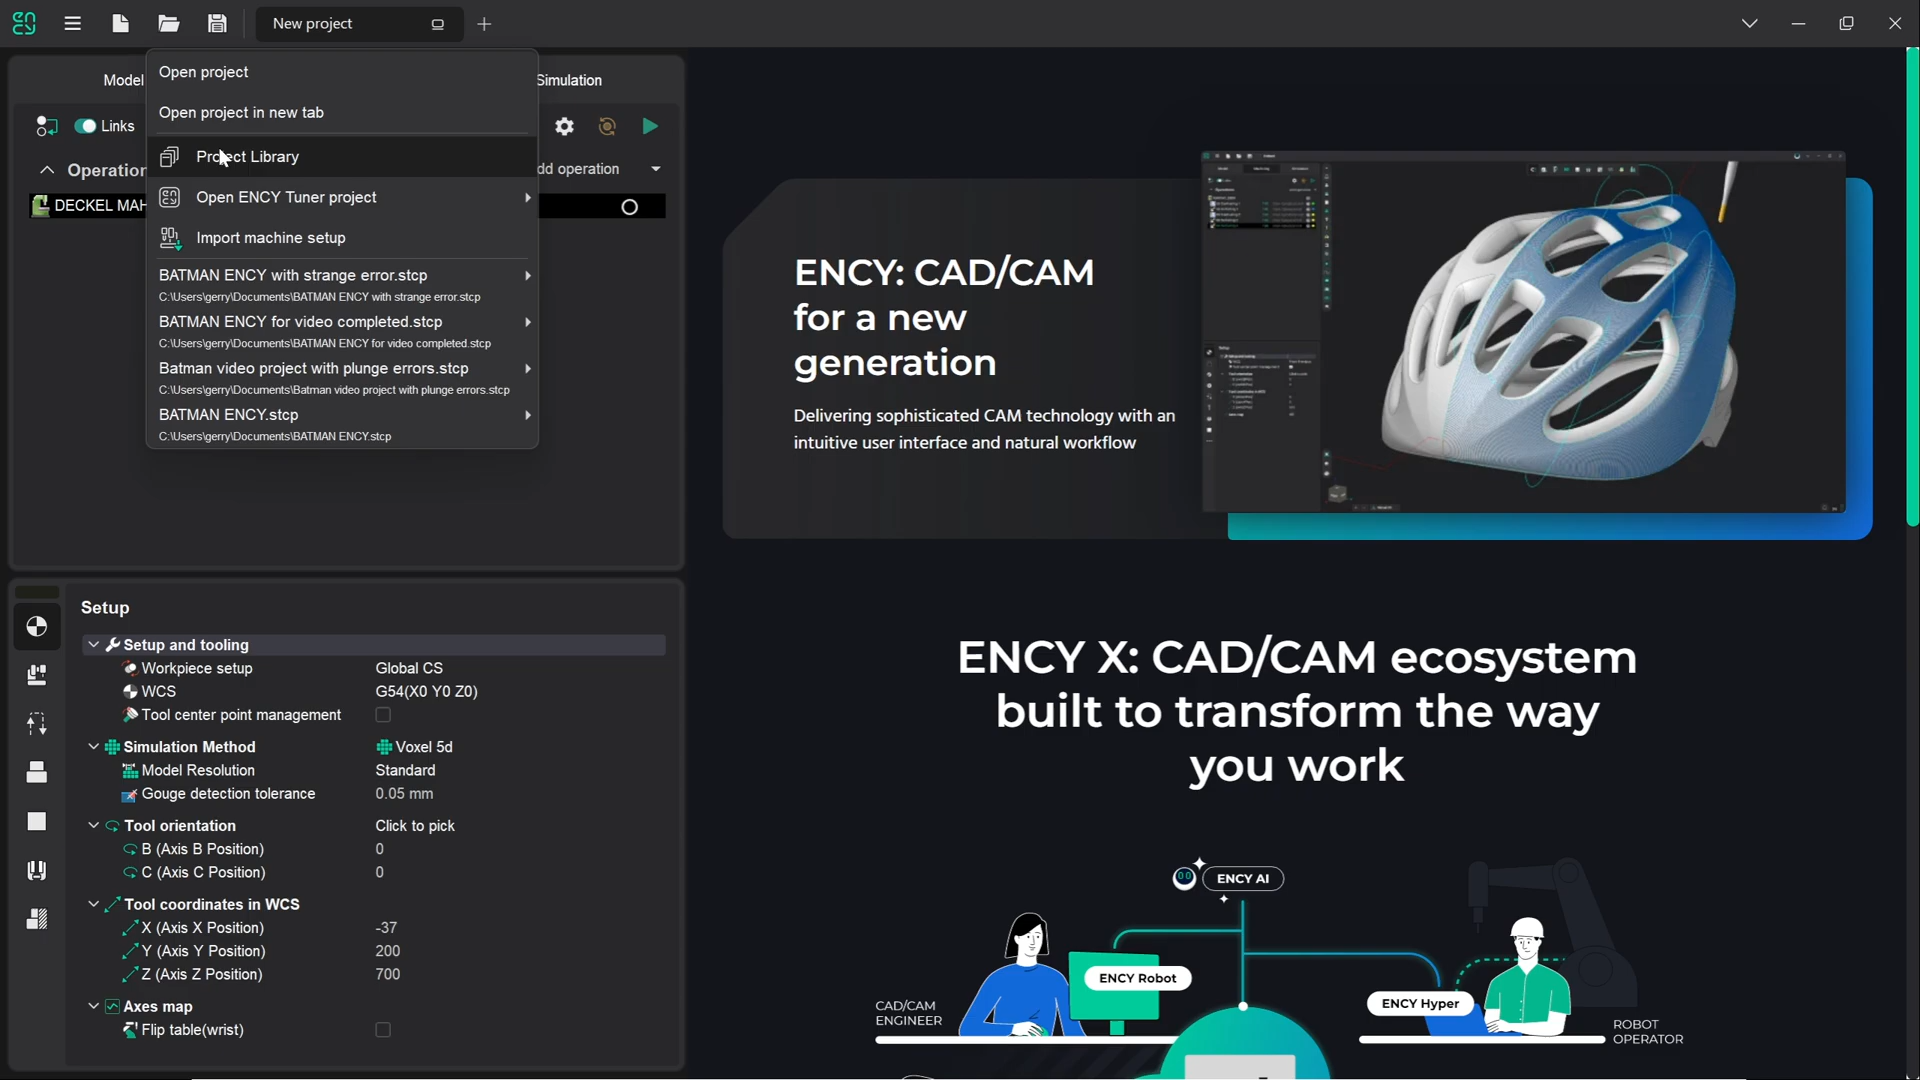 New project
Open project
Open project in new tab
Project Library
Open ENCY Tuner project
Import machine setup
BATMAN ENCY with strange error.stcp
C:\Users\gerry\Documents\BATMAN ENCY with strange error.stcp
BATMAN ENCY for video completed.stcp
C:\Users\gerry\Documents\BATMAN ENCY for video completed.stcp
Batman video project with plunge errors.stcp
C:\Users\gerry\Documents\Batman video project with plunge errors.stcp
BATMAN ENCY.stcp
C:\Users\gerry\Documents\BATMAN ENCY.stcp
Model
Simulation
Links
Operation
dd operation
DECKEL MAH
Setup
Setup and tooling
Workpiece setup Global CS
WCS G54(X0 Y0 Z0)
Tool center point management
Simulation Method Voxel 5d
Model Resolution Standard
Gouge detection tolerance 0.05 mm
Tool orientation Click to pick
B (Axis B Position) 0
C (Axis C Position) 0
Tool coordinates in WCS
X (Axis X Position) -37
Y (Axis Y Position) 200
Z (Axis Z Position) 700
Axes map
Flip table(wrist)
ENCY: CAD/CAM
for a new
generation
Delivering sophisticated CAM technology with an
intuitive user interface and natural workflow
ENCY X: CAD/CAM ecosystem
built to transform the way
you work
ENCY AI
ENCY Robot
ENCY Hyper
CAD/CAM
ENGINEER
ROBOT
OPERATOR